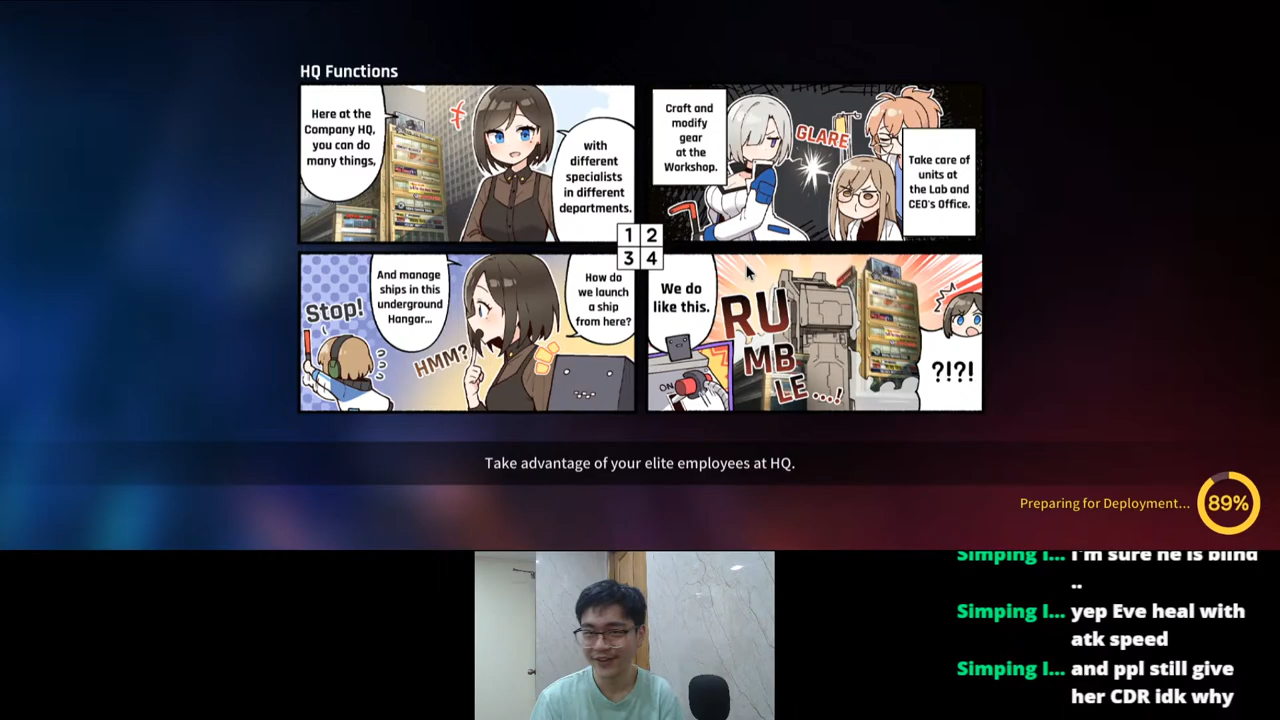 HQ Functions
Here at the
Company HQ,
you can do
many things,
with
different
specialists
in different
departments.
Craft and
modify
gear
at the
Workshop.
GLARE
Take care of
units at
the Lab and
CEO's Office.
1 2
3 4
Stop!
And manage
ships in this
underground
Hangar...
HMM?
How do
we launch
a ship
from here?
We do
like this.
ON
RU
MB
LE...!
?!?!
Take advantage of your elite employees at HQ.
Preparing for Deployment... 89%
Simping I... I'm sure he is blind
..
Simping I... yep Eve heal with
atk speed
Simping I... and ppl still give
her CDR idk why